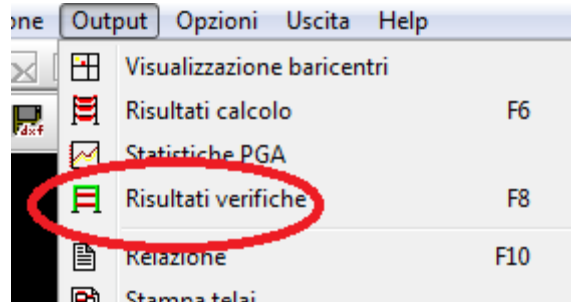 one Output Opzioni Uscita Help
Visualizzazione baricentri
Risultati calcolo F6
dxf
Statistiche PGA
Risultati verifiche F8
Relazione F10
Stampa telai